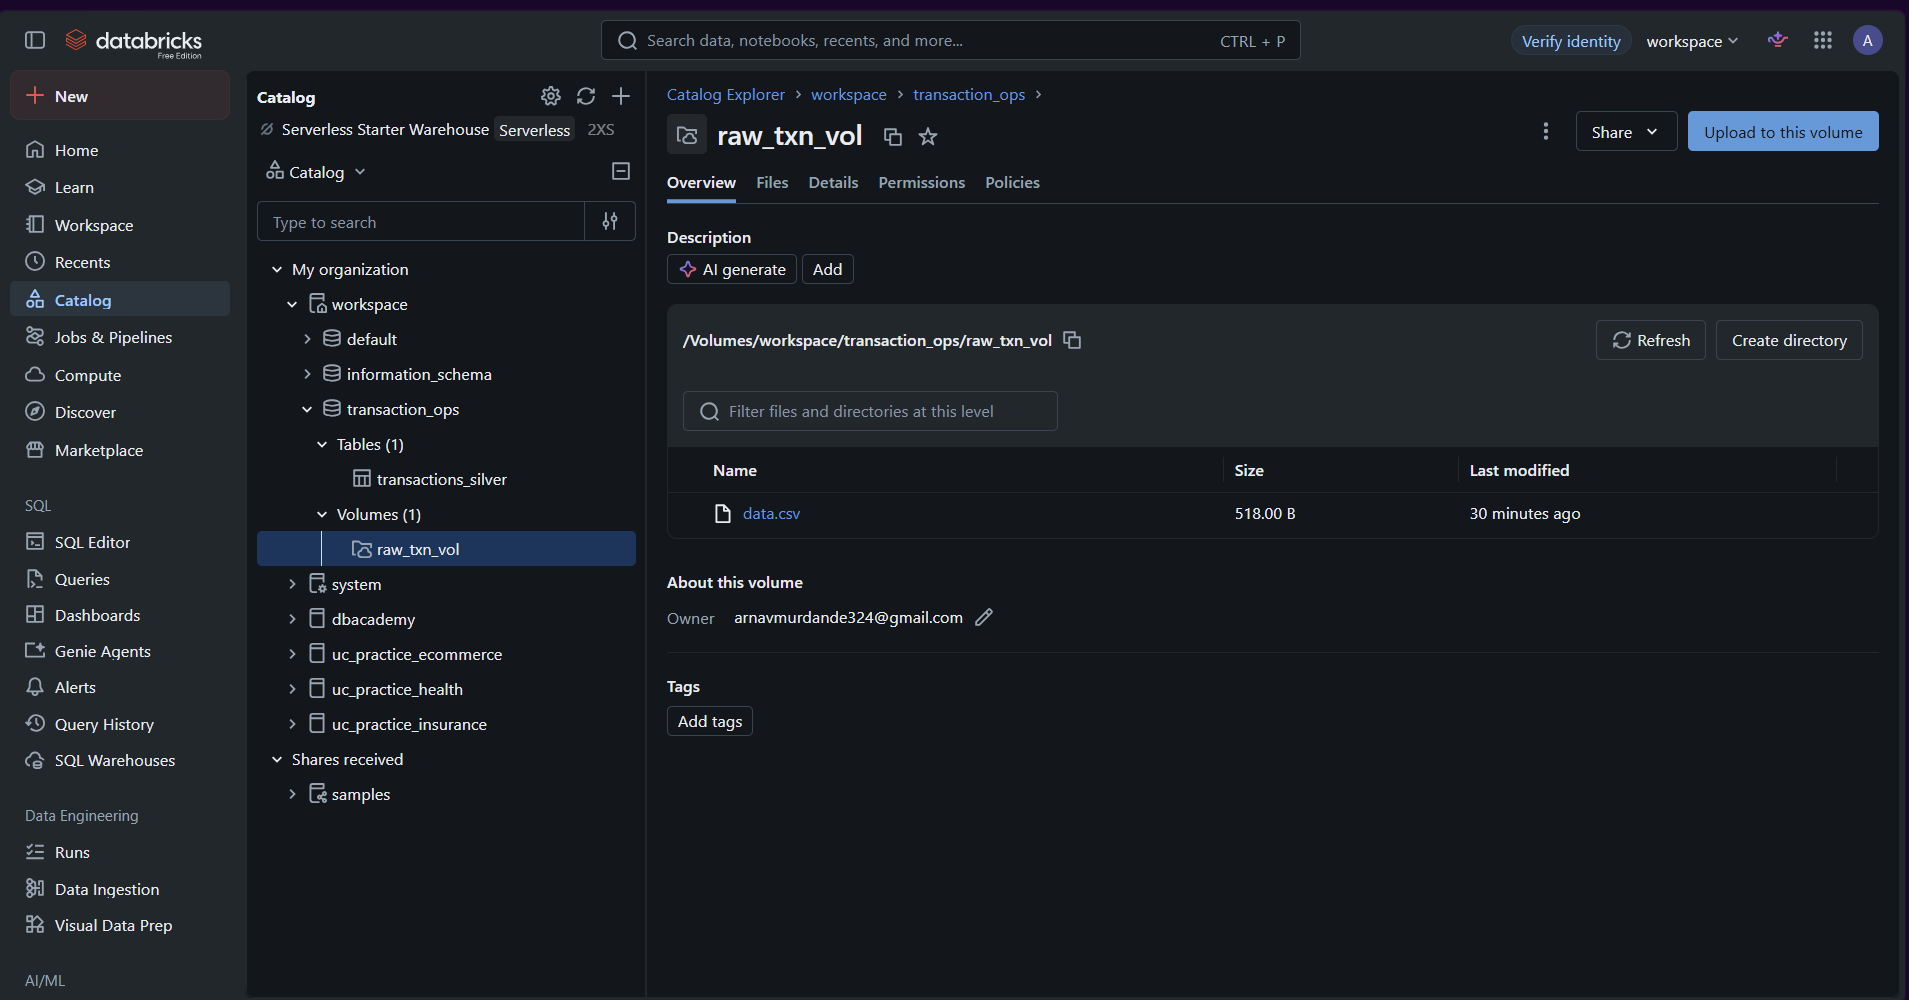 databricks
Free Edition
Search data, notebooks, recents, and more...
CTRL + P
Verify identity
workspace
A
New
Home
Learn
Workspace
Recents
Catalog
Jobs & Pipelines
Compute
Discover
Marketplace
SQL
SQL Editor
Queries
Dashboards
Genie Agents
Alerts
Query History
SQL Warehouses
Data Engineering
Runs
Data Ingestion
Visual Data Prep
AI/ML
Catalog
Serverless Starter Warehouse Serverless 2XS
Catalog
Type to search
My organization
workspace
default
information_schema
transaction_ops
Tables (1)
transactions_silver
Volumes (1)
raw_txn_vol
system
dbacademy
uc_practice_ecommerce
uc_practice_health
uc_practice_insurance
Shares received
samples
Catalog Explorer > workspace > transaction_ops >
raw_txn_vol
Share
Upload to this volume
Overview Files Details Permissions Policies
Description
AI generate Add
/Volumes/workspace/transaction_ops/raw_txn_vol
Refresh
Create directory
Filter files and directories at this level
Name Size Last modified
data.csv 518.00 B 30 minutes ago
About this volume
Owner arnavmurdande324@gmail.com
Tags
Add tags